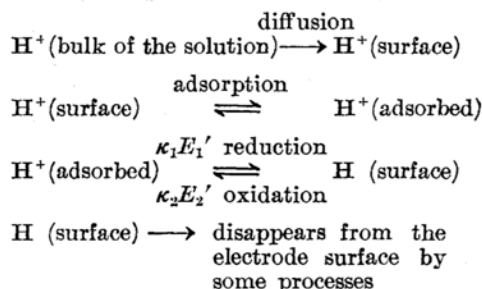 diffusion
H⁺(bulk of the solution)⟶H⁺(surface)
adsorption
H⁺(surface) ⇌ H⁺(adsorbed)
κ₁E₁′ reduction
H⁺(adsorbed) ⇌ H (surface)
κ₂E₂′ oxidation
H (surface) ⟶ disappears from the
electrode surface by
some processes